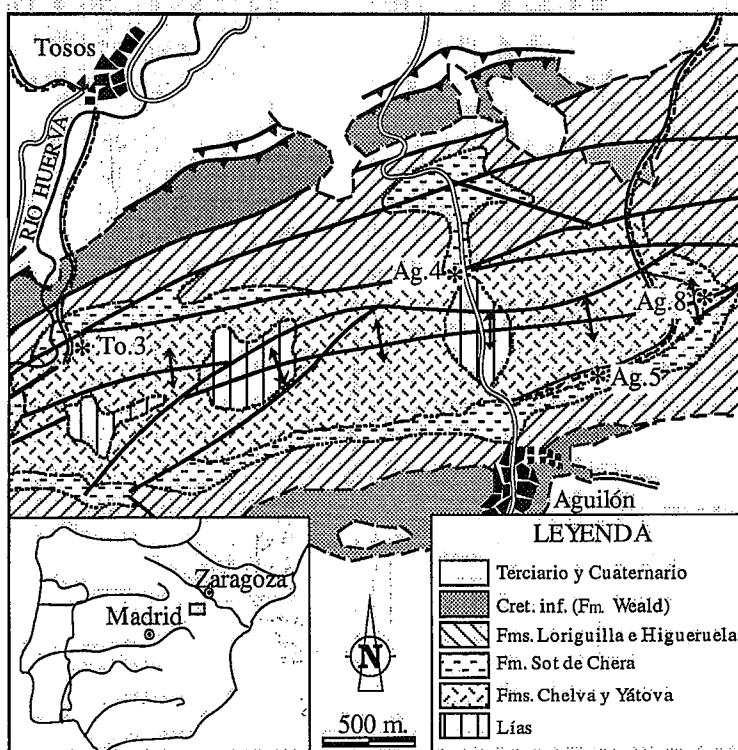 Tosos
RÍO HUERVA
Ag.4
Ag.8
To.3
Ag.5
Aguilón
Zaragoza
Madrid
N
500 m.
LEYENDA
Terciario y Cuaternario
Cret. inf. (Fm. Weald)
Fms. Loriguilla e Higueruela
Fm. Sot de Chera
Fms. Chelva y Yátova
Lías